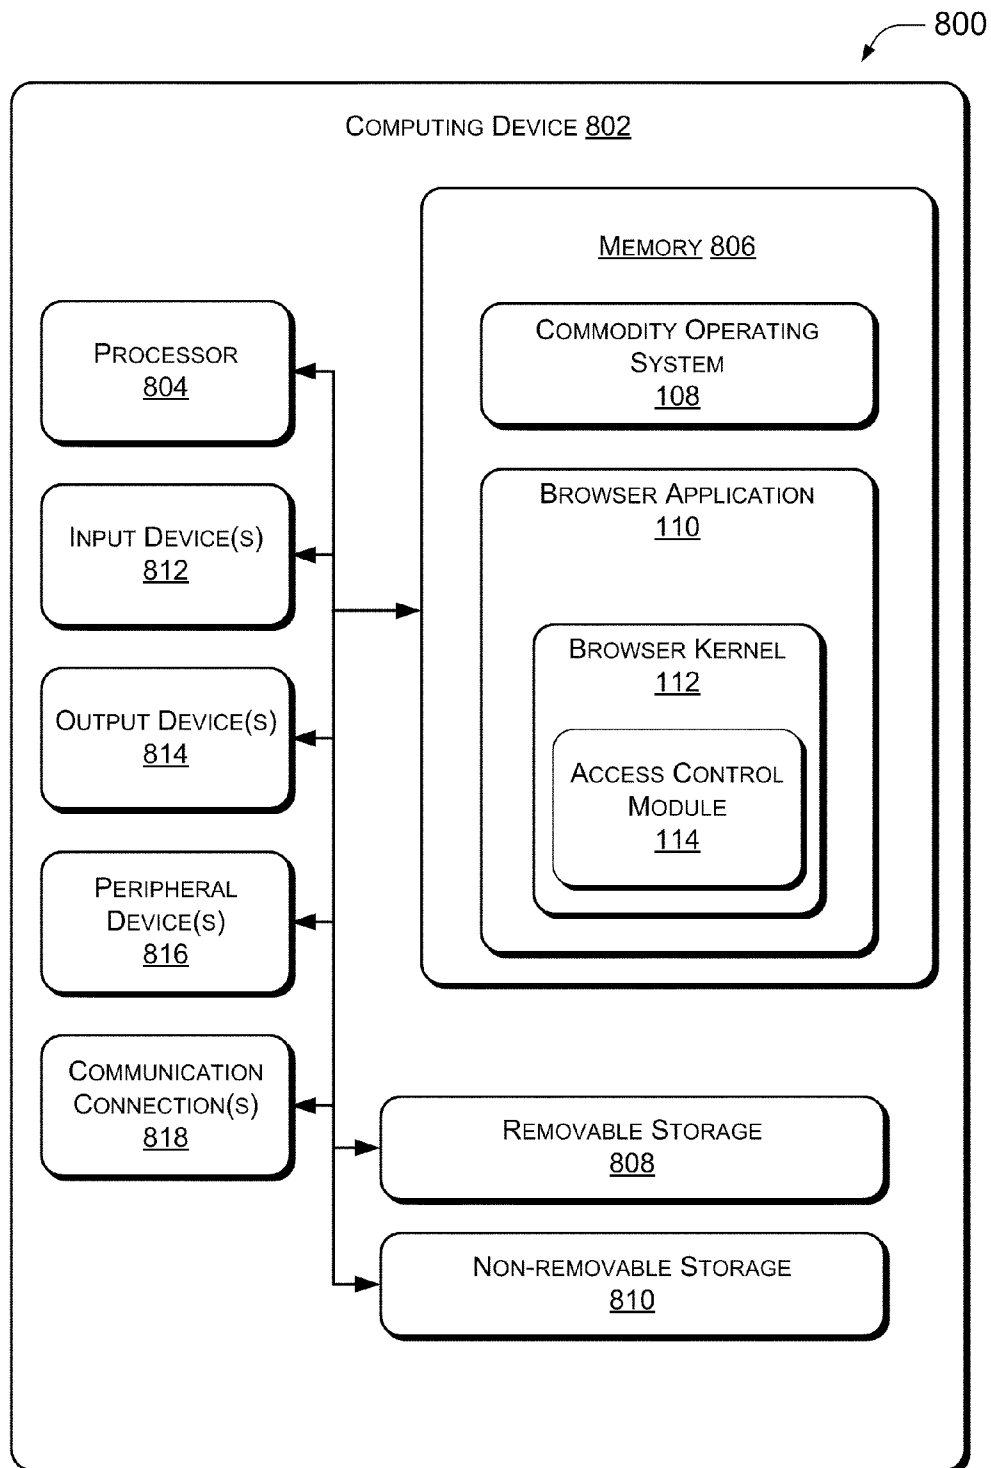 800
COMPUTING DEVICE 802
MEMORY 806
COMMODITY OPERATING
SYSTEM
108
BROWSER APPLICATION
110
BROWSER KERNEL
112
ACCESS CONTROL
MODULE
114
PROCESSOR
804
INPUT DEVICE(S)
812
OUTPUT DEVICE(S)
814
PERIPHERAL
DEVICE(S)
816
COMMUNICATION
CONNECTION(S)
818
REMOVABLE STORAGE
808
NON-REMOVABLE STORAGE
810